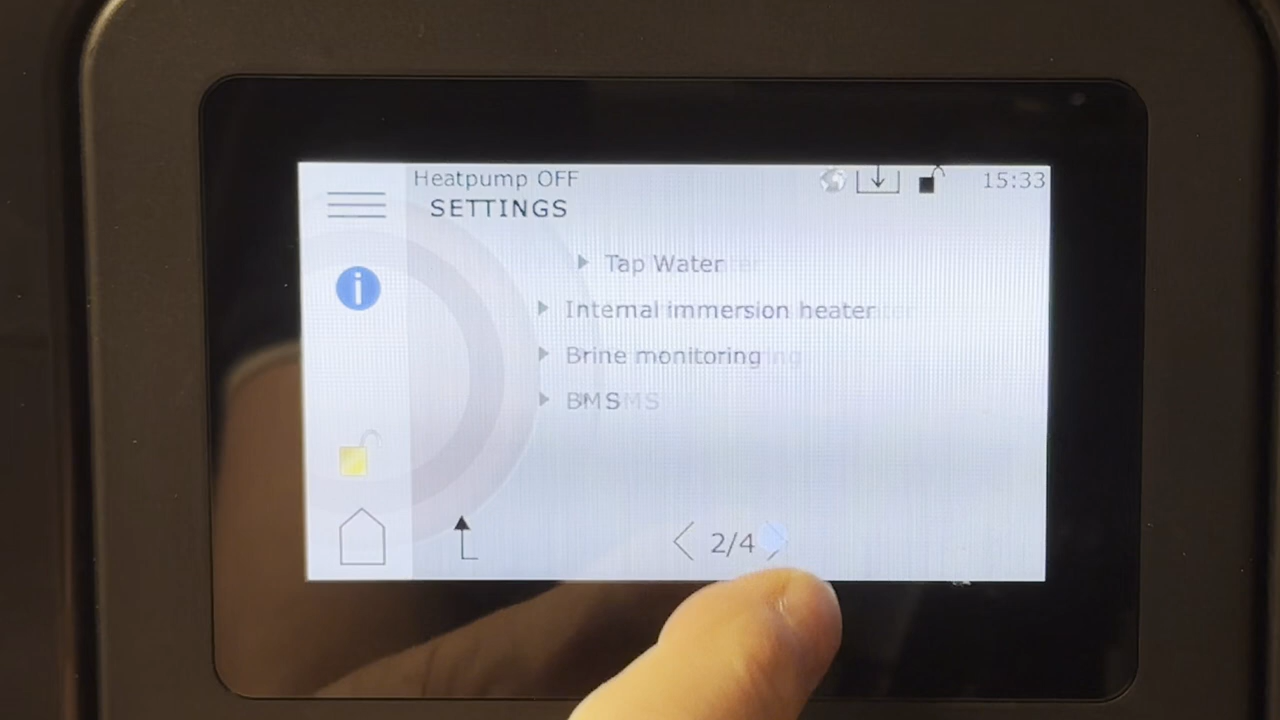 Heatpump OFF
15:33
SETTINGS
Tap Water
Internal immersion heater
Brine monitoring
BMS
2/4